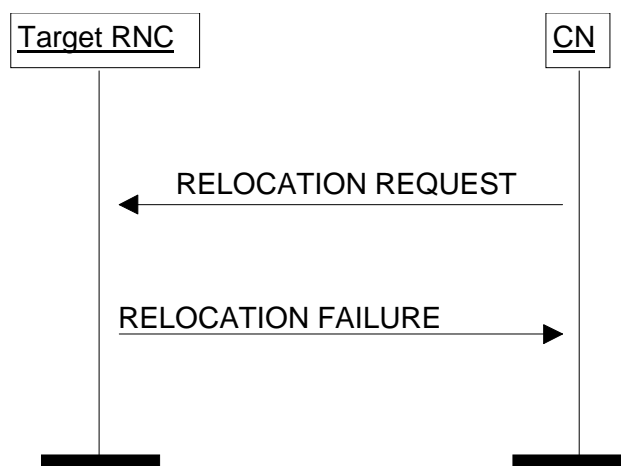 Target RNC
CN
RELOCATION REQUEST
RELOCATION FAILURE